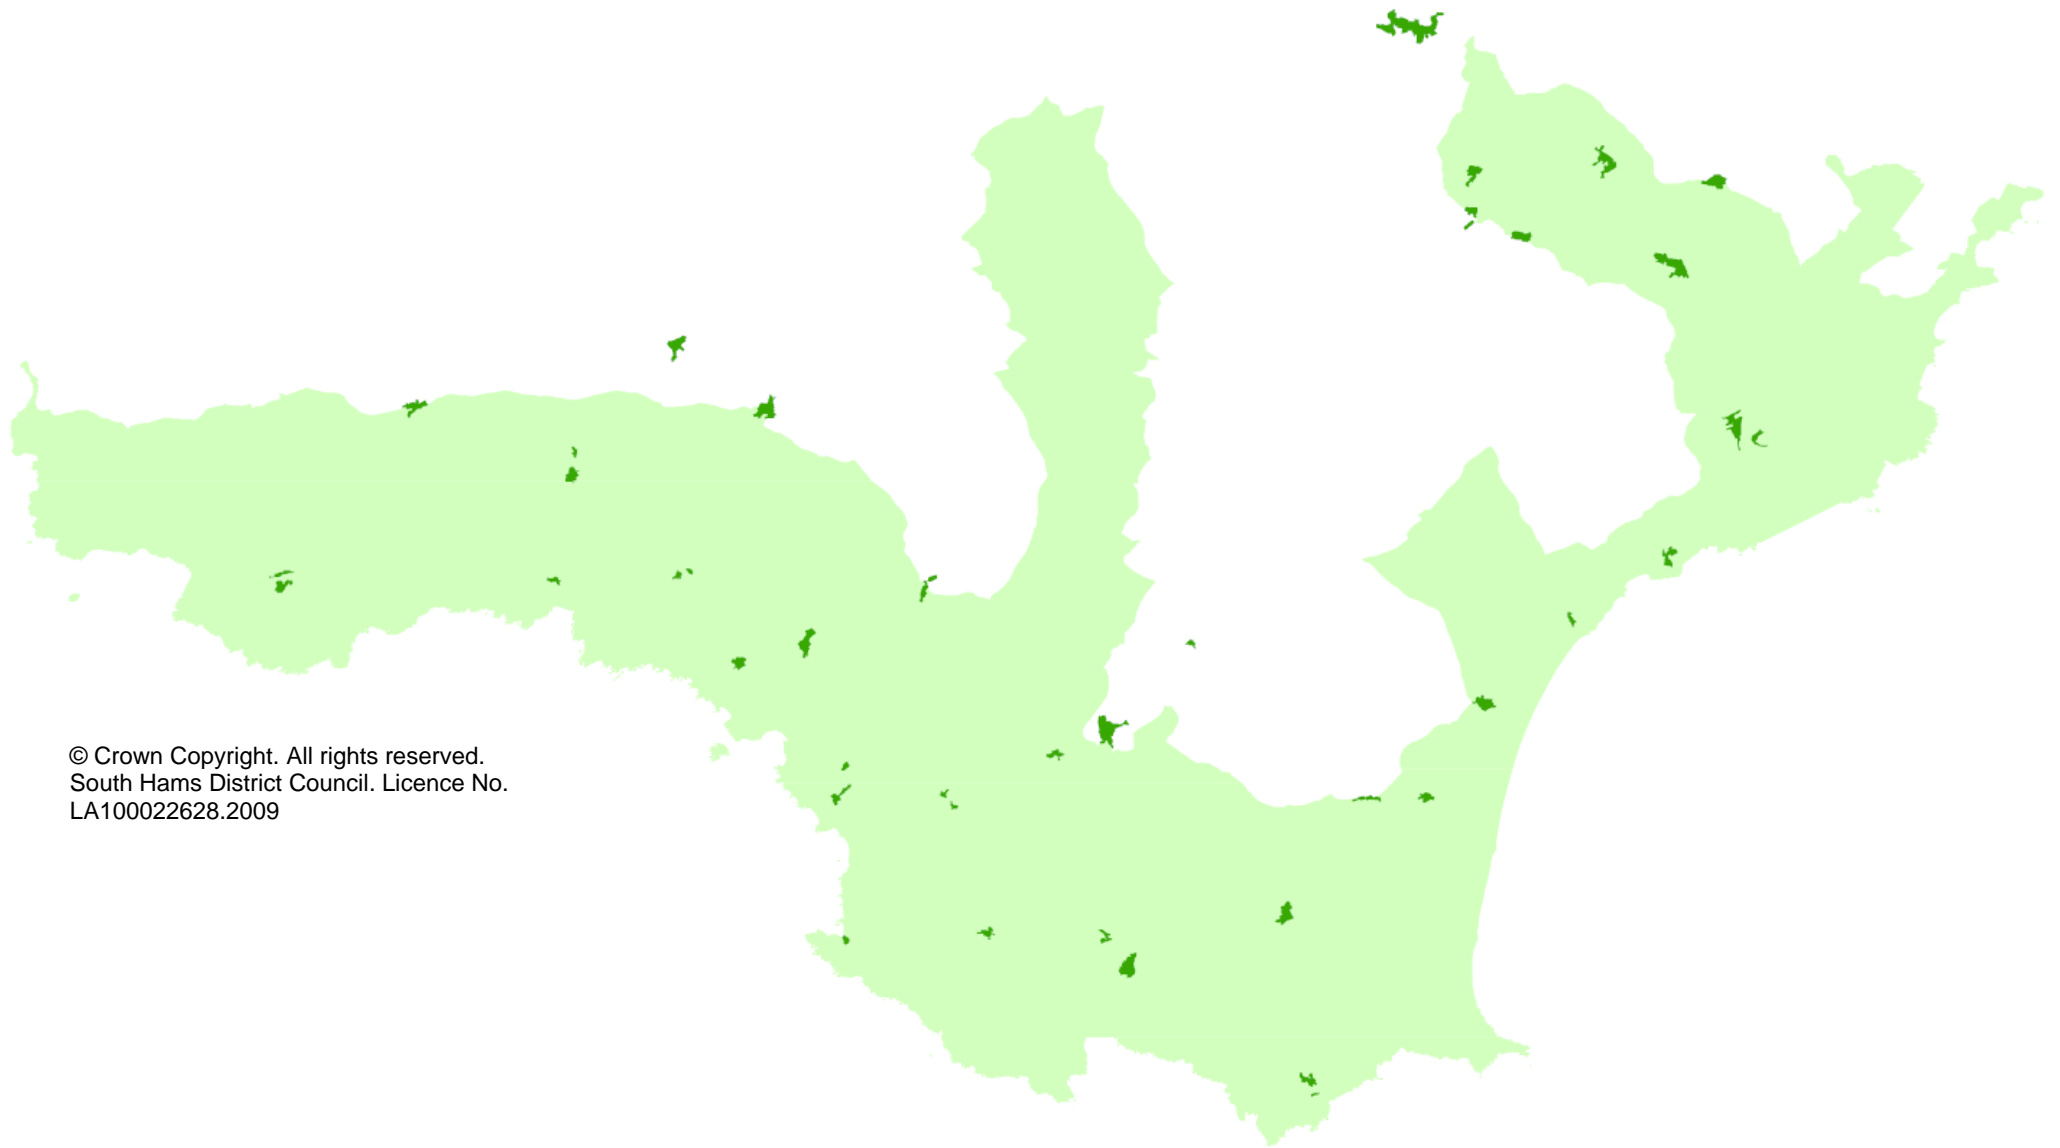 © Crown Copyright. All rights reserved.
South Hams District Council. Licence No.
LA100022628.2009